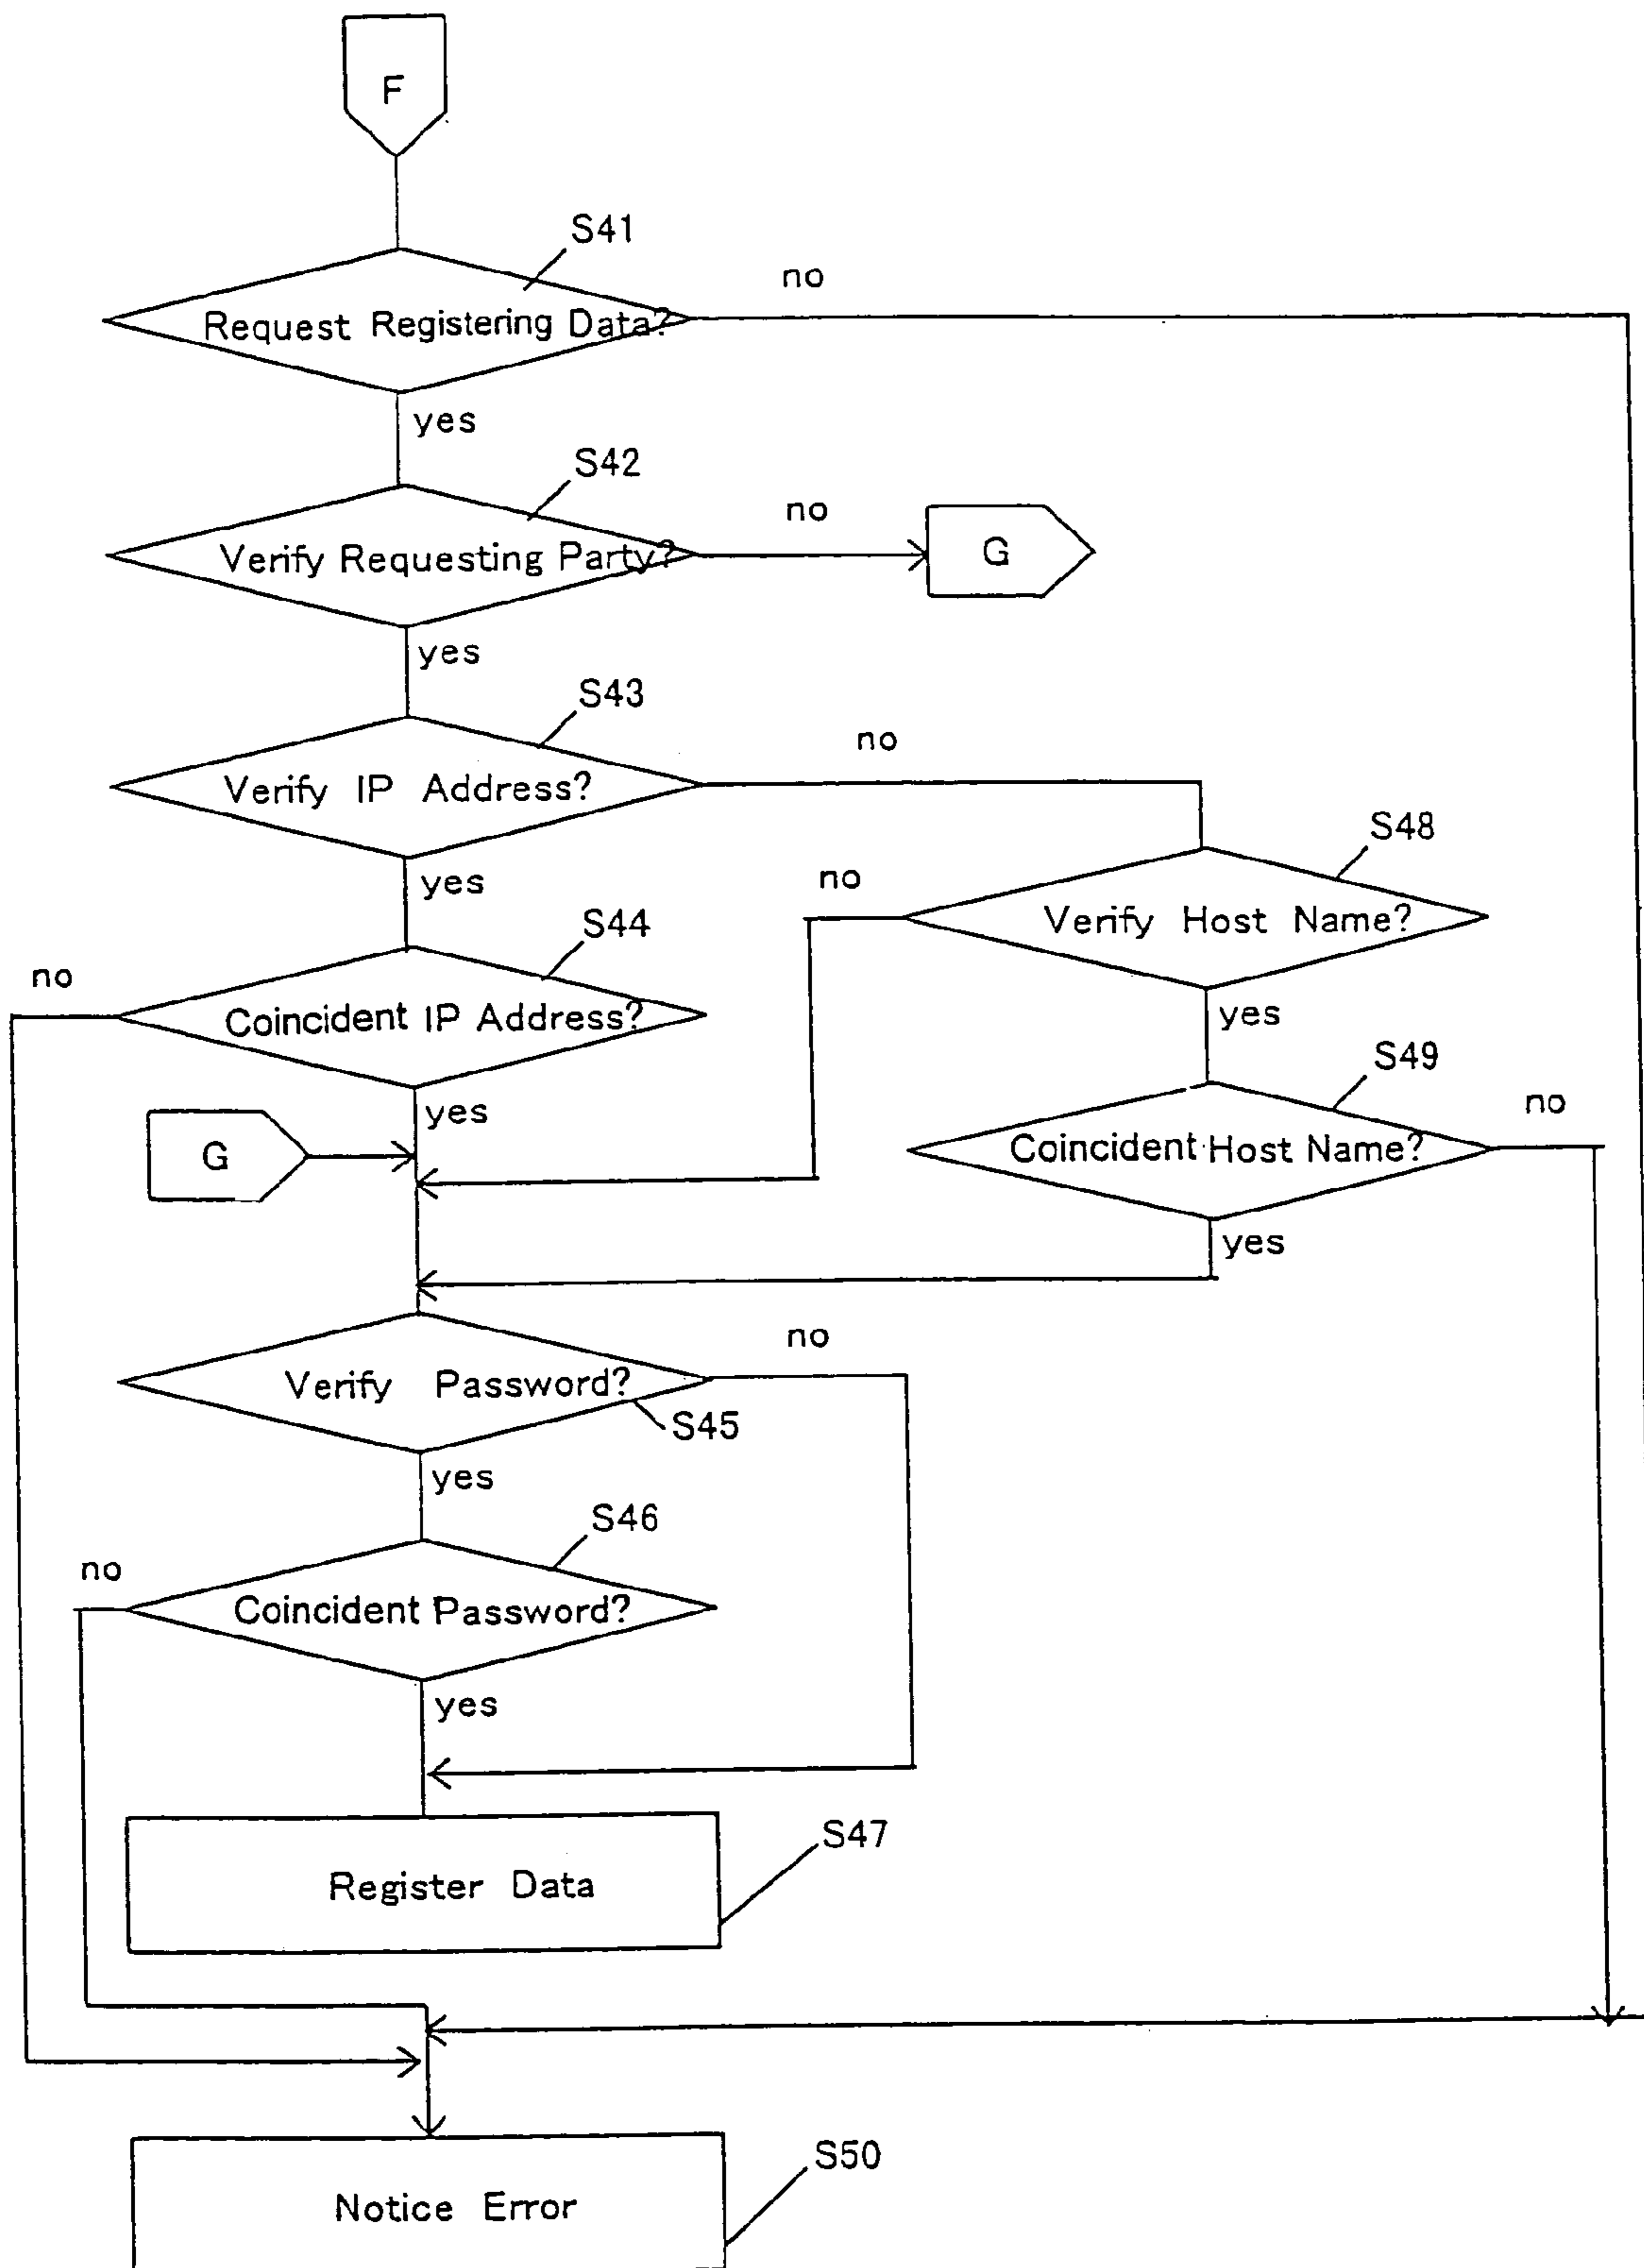 F
S41
no
Request Registering Data?
yes
S42
no
Verify Requesting Party?
G
yes
S43
no
Verify IP Address?
S48
yes
no
Verify Host Name?
S44
no
Coincident IP Address?
yes
S49
yes
no
G
Coincident Host Name?
yes
no
Verify Password?
S45
yes
S46
no
Coincident Password?
yes
S47
Register Data
S50
Notice Error